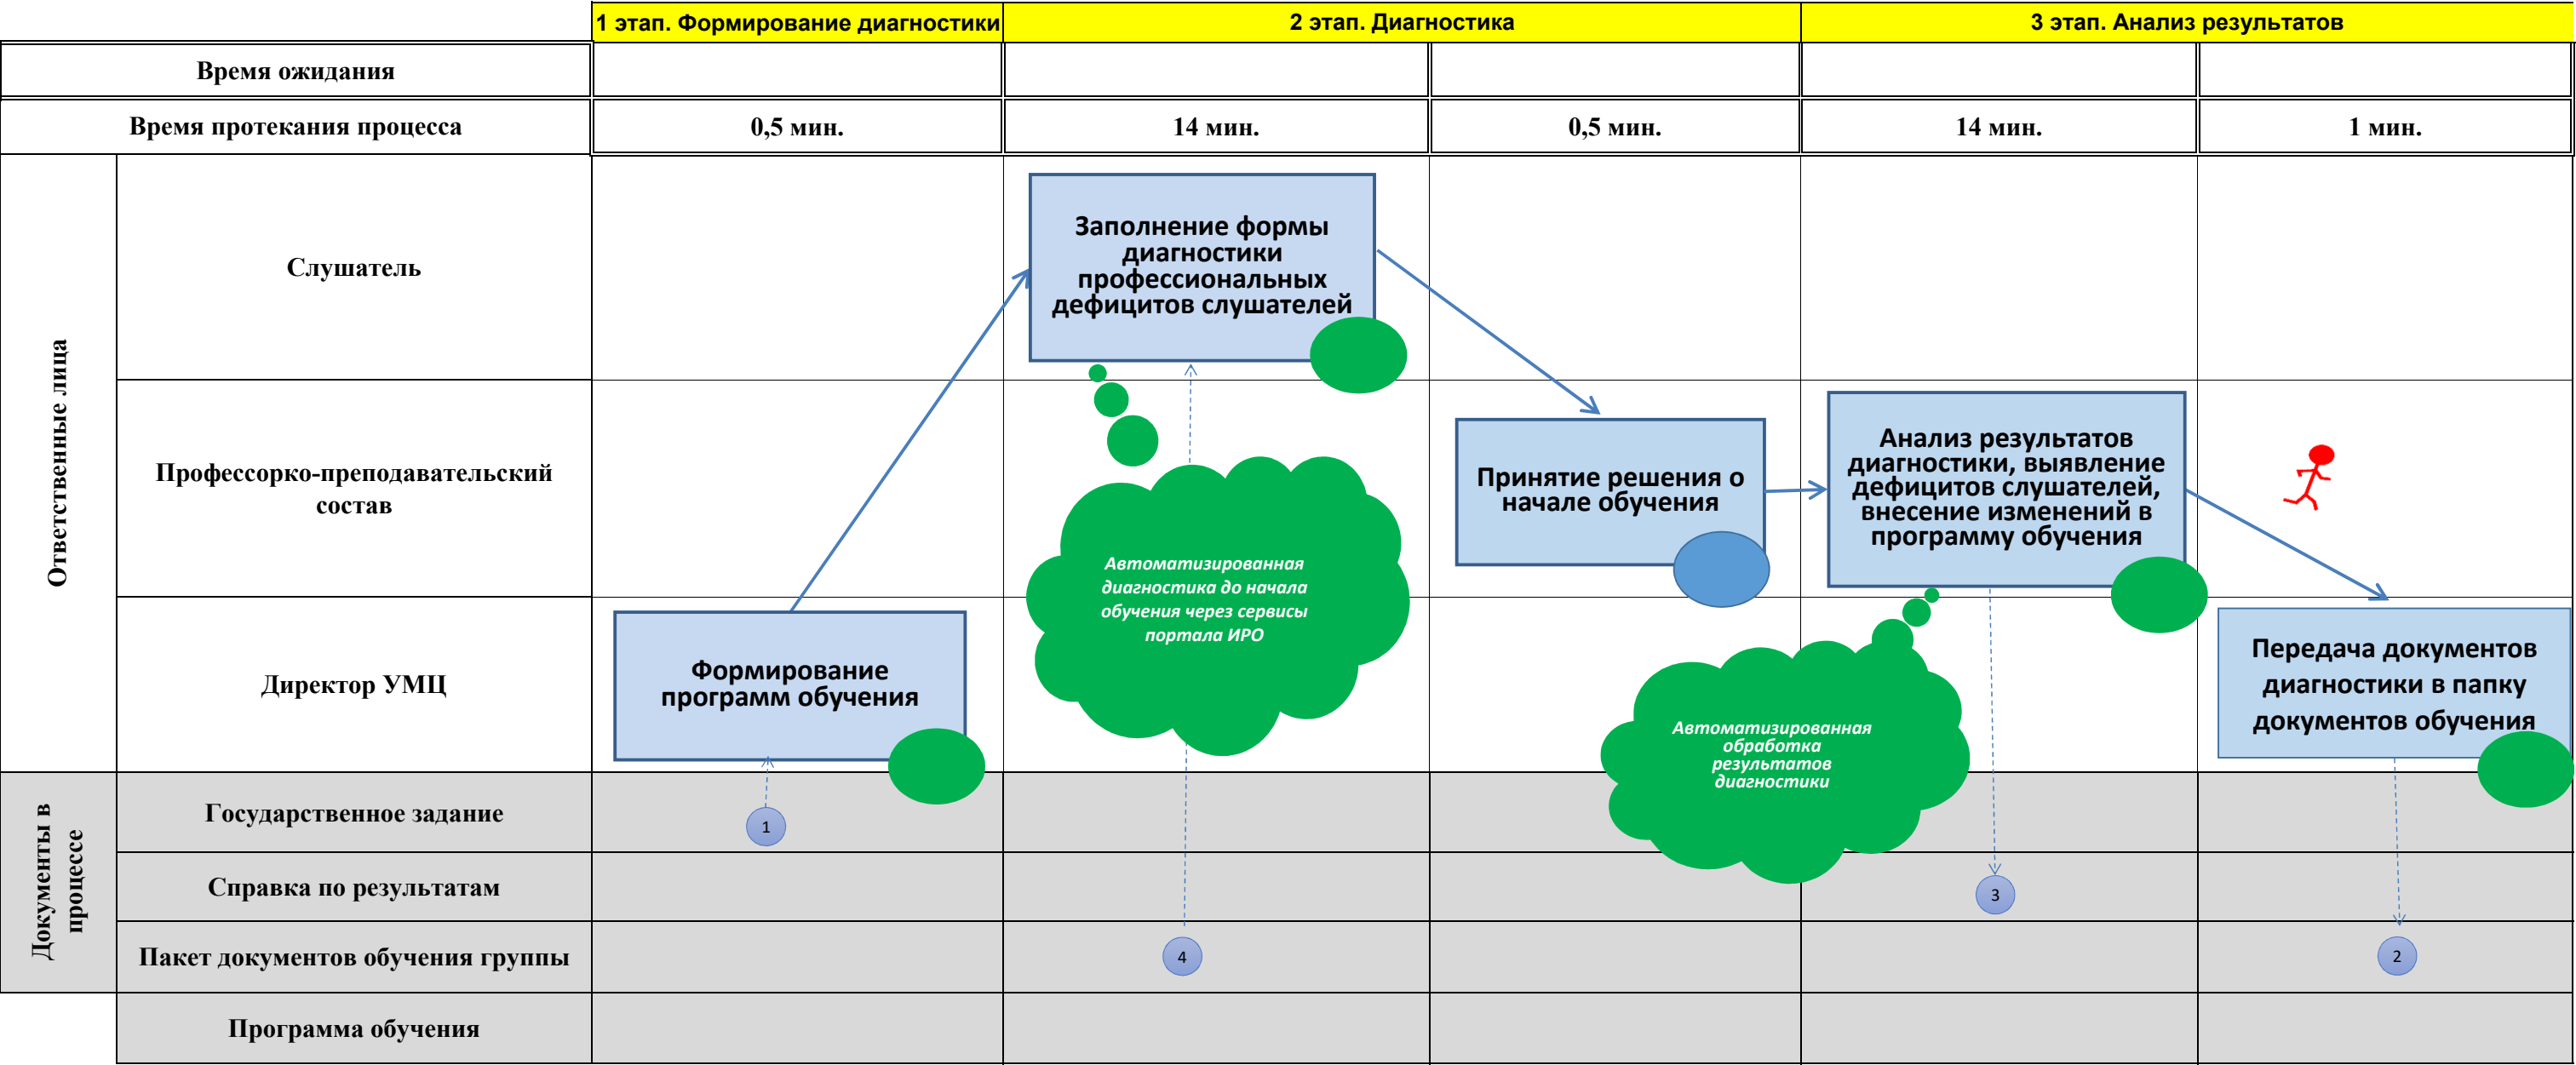 1 этап. Формирование диагностики
2 этап. Диагностика
3 этап. Анализ результатов
Время ожидания
Время протекания процесса
0,5 мин.
14 мин.
0,5 мин.
14 мин.
1 мин.
Ответственные лица
Слушатель
Заполнение формы
диагностики
профессиональных
дефицитов слушателей
Профессорко-преподавательский
состав
Принятие решения о
начале обучения
Анализ результатов
диагностики, выявление
дефицитов слушателей,
внесение изменений в
программу обучения
Автоматизированная
диагностика до начала
обучения через сервисы
портала ИРО
Директор УМЦ
Формирование
программ обучения
Автоматизированная
обработка
результатов
диагностики
Передача документов
диагностики в папку
документов обучения
Документы в
процессе
Государственное задание
1
Справка по результатам
3
Пакет документов обучения группы
4
2
Программа обучения